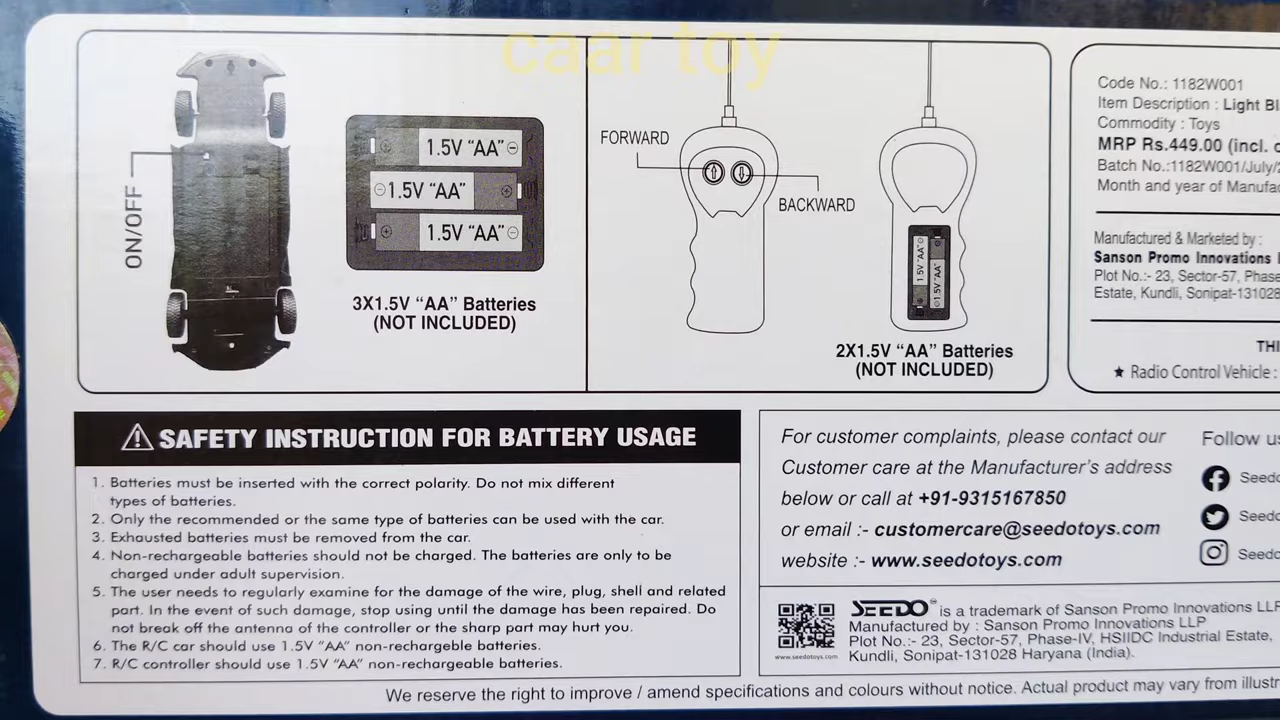 caar toy
ON/OFF
1.5V “AA”
1.5V “AA”
1.5V “AA”
3X1.5V “AA” Batteries
(NOT INCLUDED)
FORWARD
BACKWARD
1.5V “AA”
1.5V “AA”
2X1.5V “AA” Batteries
(NOT INCLUDED)
Code No.: 1182W001
Item Description : Light
Commodity : Toys
MRP Rs.449.00 (incl.
Batch No.:1182W001/July/
Month and year of
Manufactured & Marketed by :
Sanson Promo Innovations
Plot No.:- 23, Sector-57,
Estate, Kundli, Sonipat-131028
★ Radio Control Vehicle :
SAFETY INSTRUCTION FOR BATTERY USAGE
1. Batteries must be inserted with the correct polarity. Do not mix different
types of batteries.
2. Only the recommended or the same type of batteries can be used with the car.
3. Exhausted batteries must be removed from the car.
4. Non-rechargeable batteries should not be charged. The batteries are only to be
charged under adult supervision.
5. The user needs to regularly examine for the damage of the wire, plug, shell and related
part. In the event of such damage, stop using until the damage has been repaired. Do
not break off the antenna of the controller or the sharp part may hurt you.
6. The R/C car should use 1.5V “AA” non-rechargeble batteries.
7. R/C controller should use 1.5V “AA” non-rechargeable batteries.
For customer complaints, please contact our
Customer care at the Manufacturer’s address
below or call at +91-9315167850
or email :- customercare@seedotoys.com
website :- www.seedotoys.com
Follow
www.seedotoys.com
SEEDO™ is a trademark of Sanson Promo Innovations LLP
Manufactured by : Sanson Promo Innovations LLP
Plot No.:- 23, Sector-57, Phase-IV, HSIIDC Industrial Estate,
Kundli, Sonipat-131028 Haryana (India).
We reserve the right to improve / amend specifications and colours without notice. Actual product may vary from